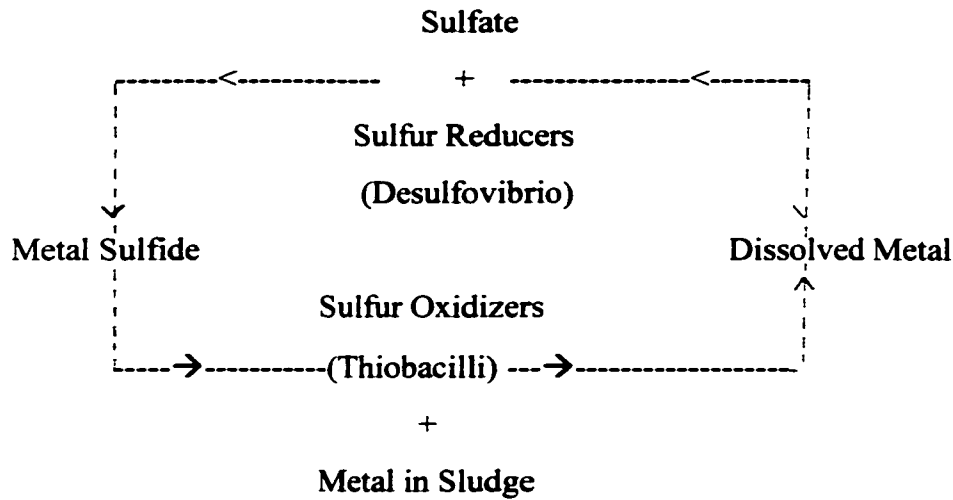 Sulfate
+
Sulfur Reducers
(Desulfovibrio)
Metal Sulfide Dissolved Metal
Sulfur Oxidizers
(Thiobacilli)
+
Metal in Sludge